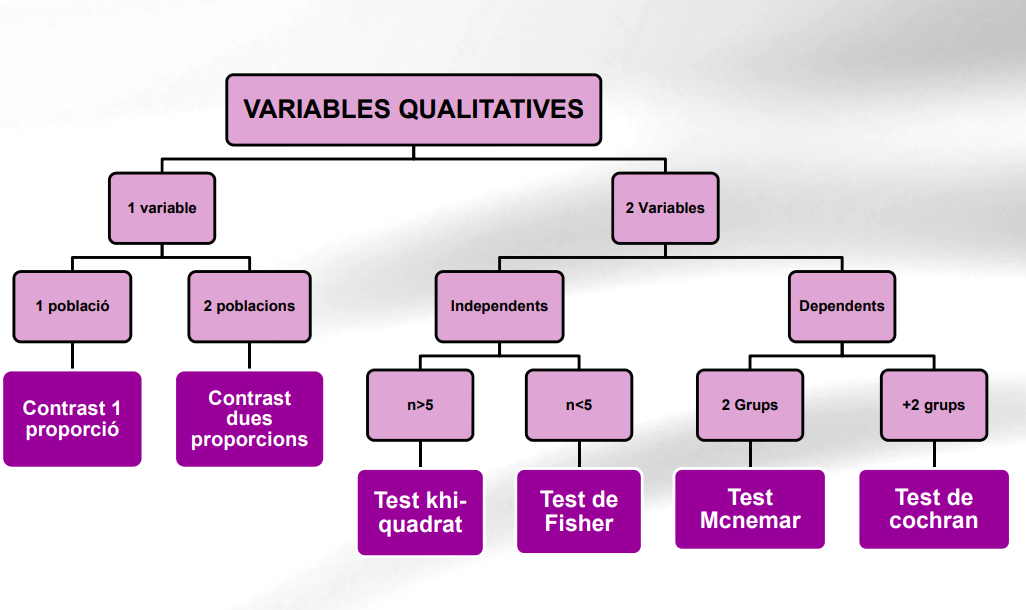 VARIABLES QUALITATIVES
1 variable
2 Variables
1 població
2 poblacions
Independents
Dependents
Contrast 1
proporció
Contrast
dues
proporcions
n>5
n<5
2 Grups
+2 grups
Test khi-
quadrat
Test de
Fisher
Test
Mcnemar
Test de
cochran